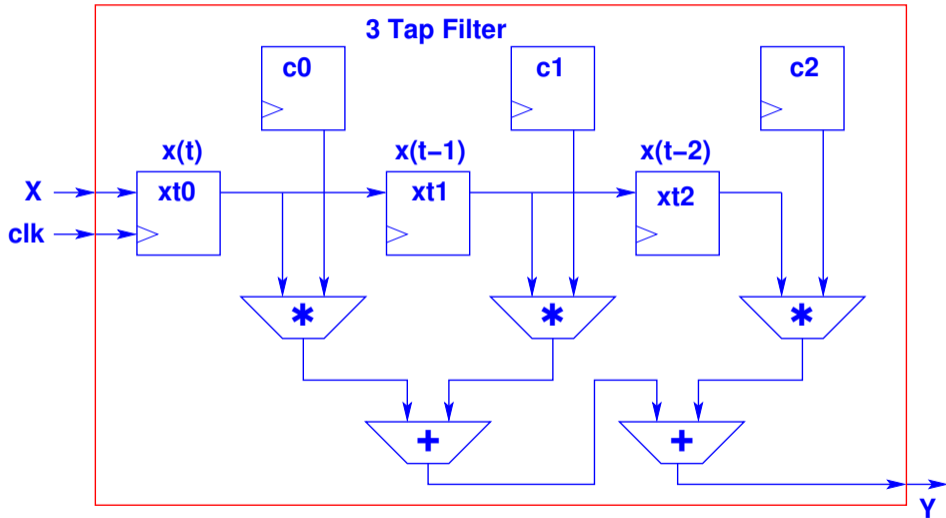 3 Tap Filter
c0
c1
c2
x(t)
x(t−1)
x(t−2)
X
xt0
xt1
xt2
clk
*
*
*
+
+
Y